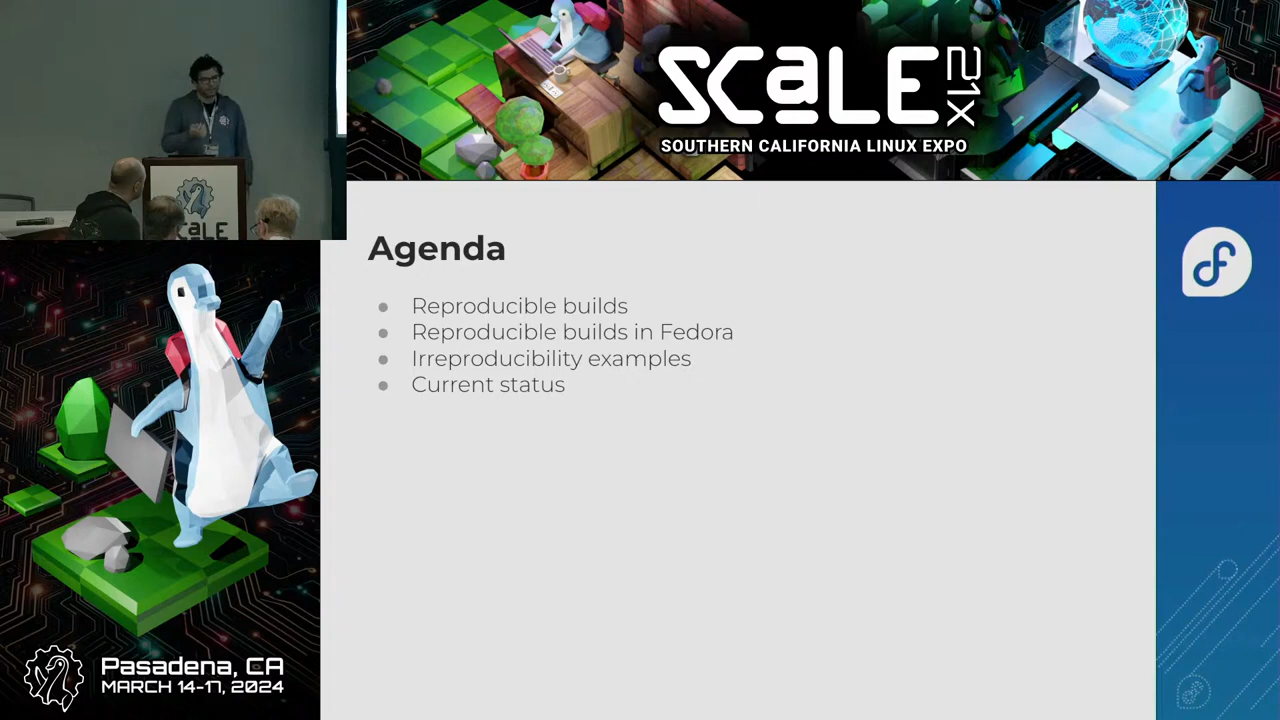 SCaLE 21X
SOUTHERN CALIFORNIA LINUX EXPO
SCaLE
Agenda
Reproducible builds
Reproducible builds in Fedora
Irreproducibility examples
Current status
Pasadena, CA
MARCH 14-17, 2024